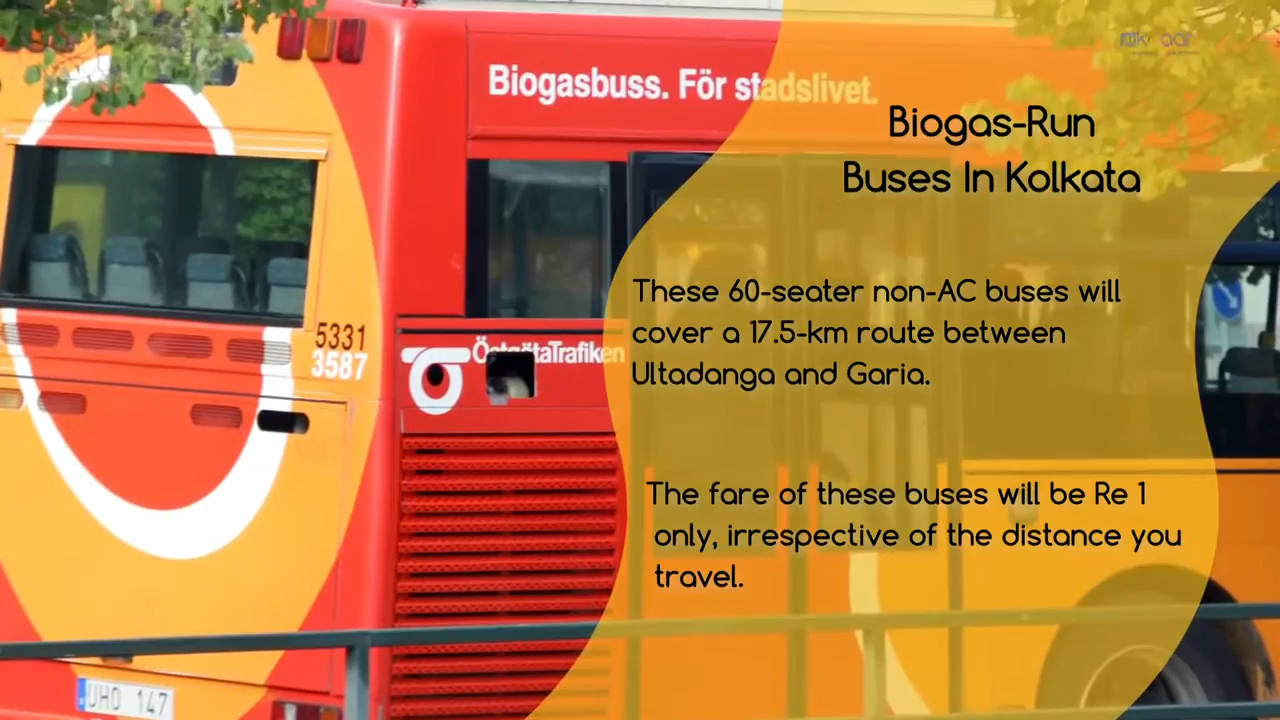 Biogasbuss. För stadslivet.
Biogas-Run
Buses In Kolkata
These 60-seater non-AC buses will
cover a 17.5-km route between
Ultadanga and Garia.
5331
3587
ÖstgötaTrafiken
The fare of these buses will be Re 1
only, irrespective of the distance you
travel.
UHO 147